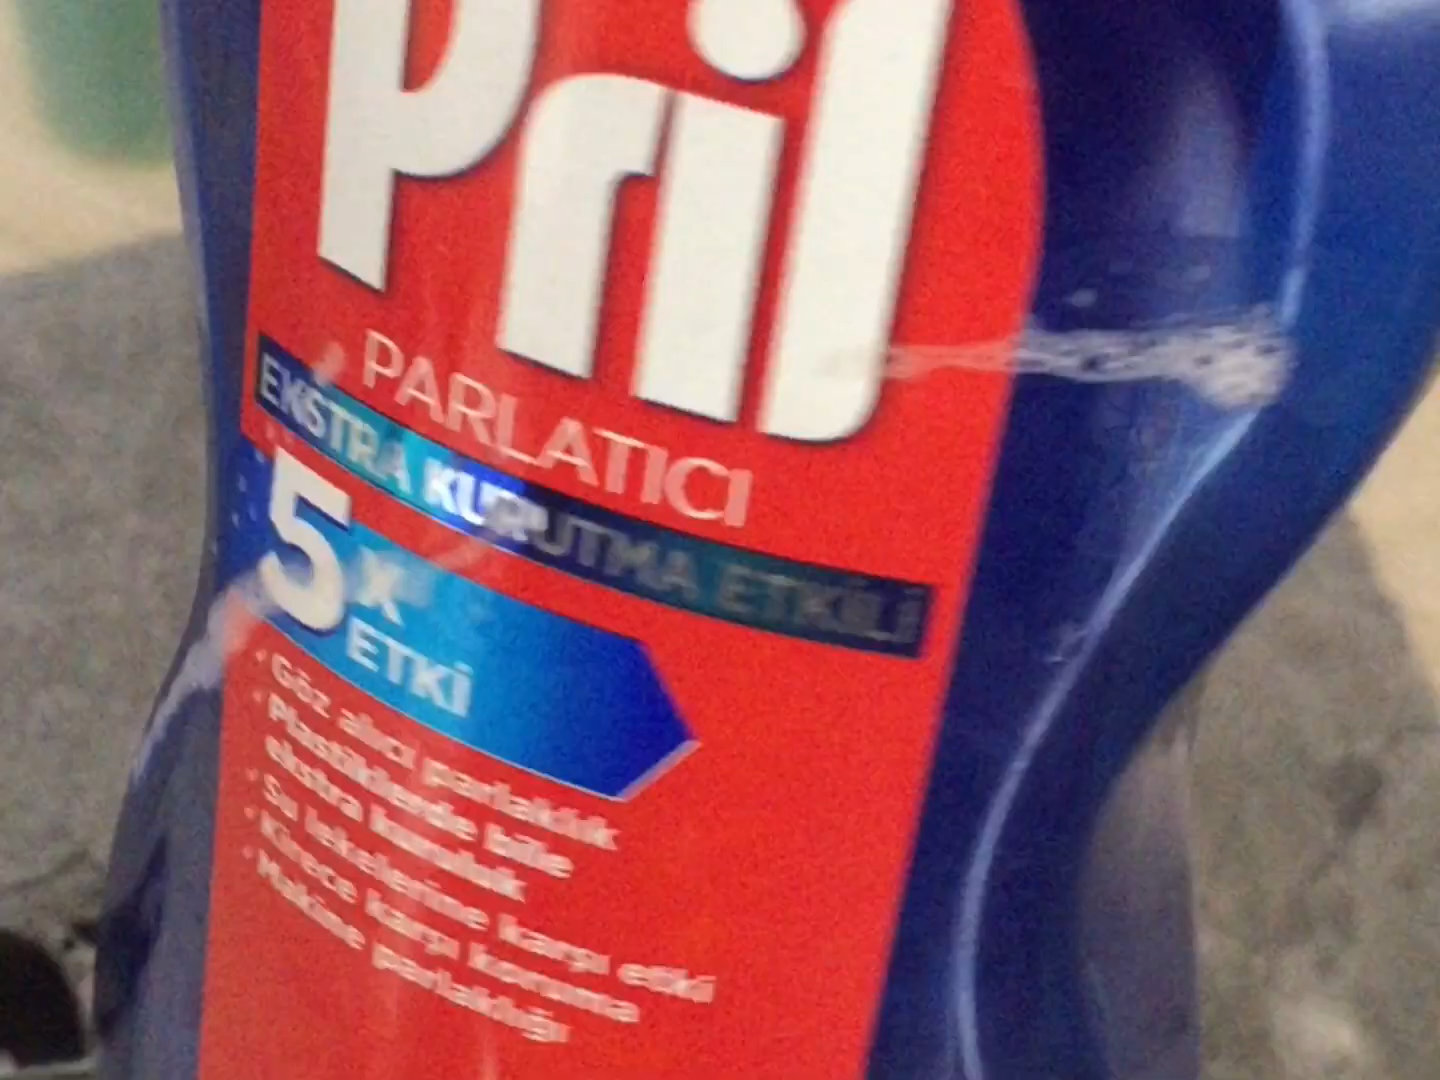 Pril
PARLATICI
EKSTRA KURUTMA ETKİLİ
5X
ETKİ
• Göz alıcı parlaklık
• Plastiklerde bile
ekstra kuruluk
• Su lekelerine karşı etki
• Kirece karşı koruma
• Makine parlaklığı